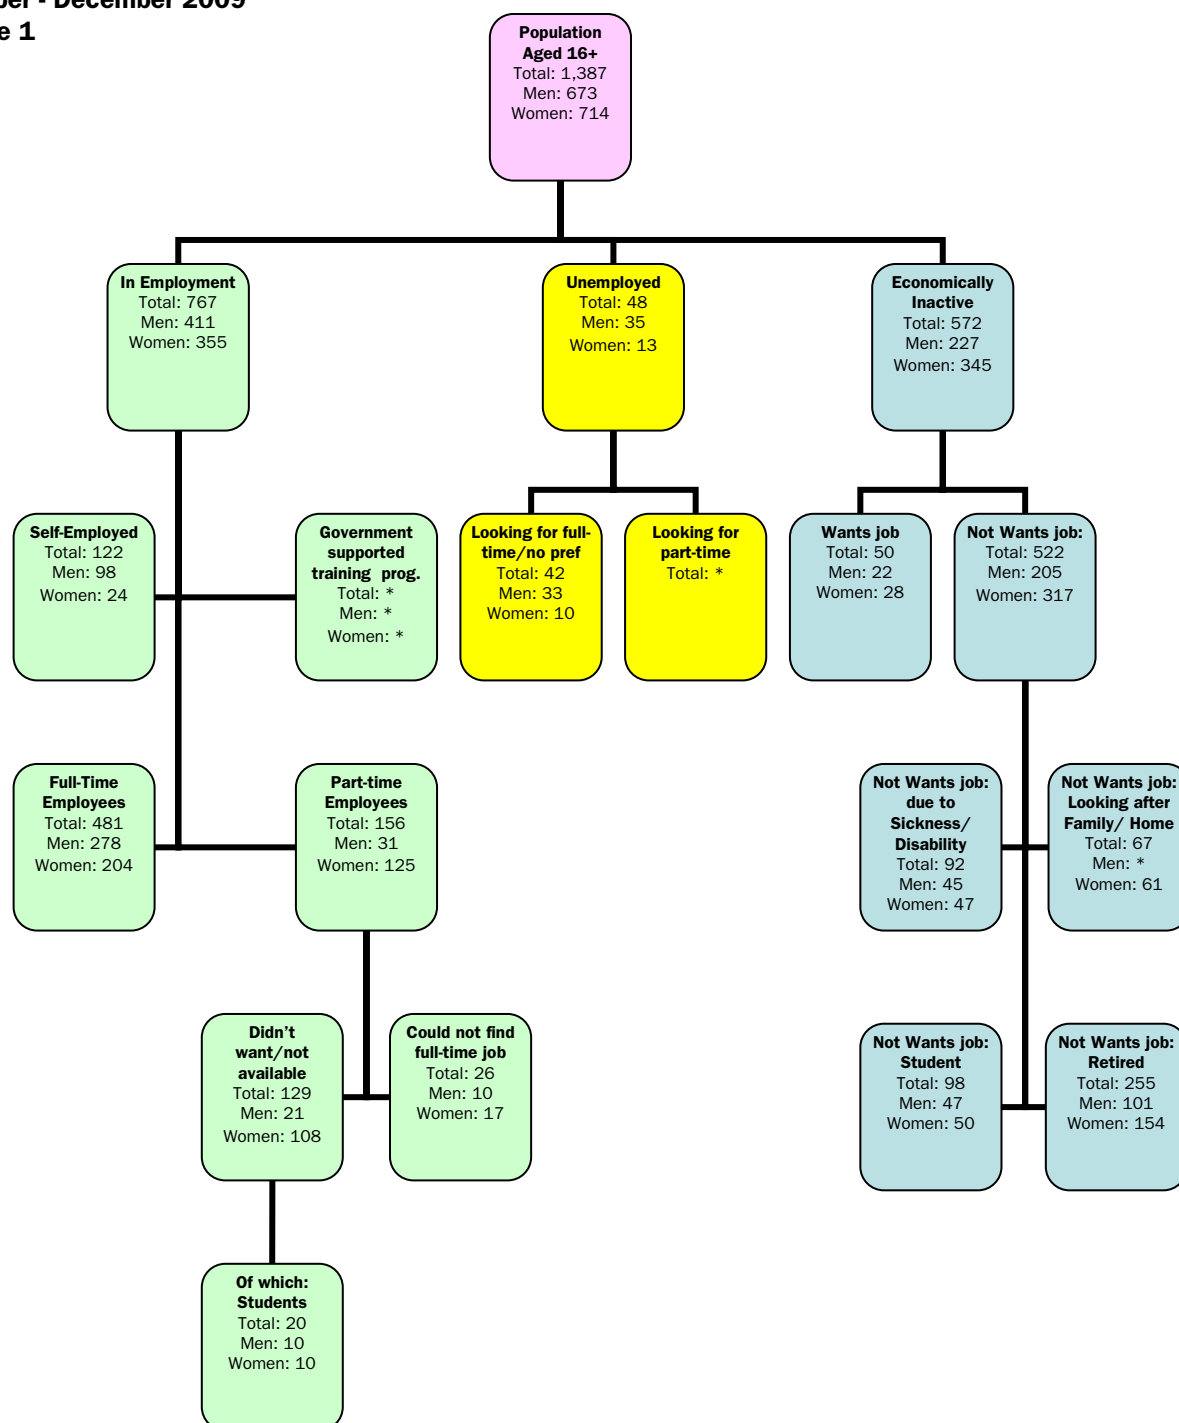 - December 2009
1
Population
Aged 16+
Total: 1,387
Men: 673
Women: 714
In Employment
Total: 767
Men: 411
Women: 355
Unemployed
Total: 48
Men: 35
Women: 13
Economically
Inactive
Total: 572
Men: 227
Women: 345
Self-Employed
Total: 122
Men: 98
Women: 24
Government
supported
training prog.
Total: *
Men: *
Women: *
Looking for full-
time/no pref
Total: 42
Men: 33
Women: 10
Looking for
part-time
Total: *
Wants job
Total: 50
Men: 22
Women: 28
Not Wants job:
Total: 522
Men: 205
Women: 317
Full-Time
Employees
Total: 481
Men: 278
Women: 204
Part-time
Employees
Total: 156
Men: 31
Women: 125
Not Wants job:
due to
Sickness/
Disability
Total: 92
Men: 45
Women: 47
Not Wants job:
Looking after
Family/ Home
Total: 67
Men: *
Women: 61
Didn't
want/not
available
Total: 129
Men: 21
Women: 108
Could not find
full-time job
Total: 26
Men: 10
Women: 17
Not Wants job:
Student
Total: 98
Men: 47
Women: 50
Not Wants job:
Retired
Total: 255
Men: 101
Women: 154
Of which:
Students
Total: 20
Men: 10
Women: 10